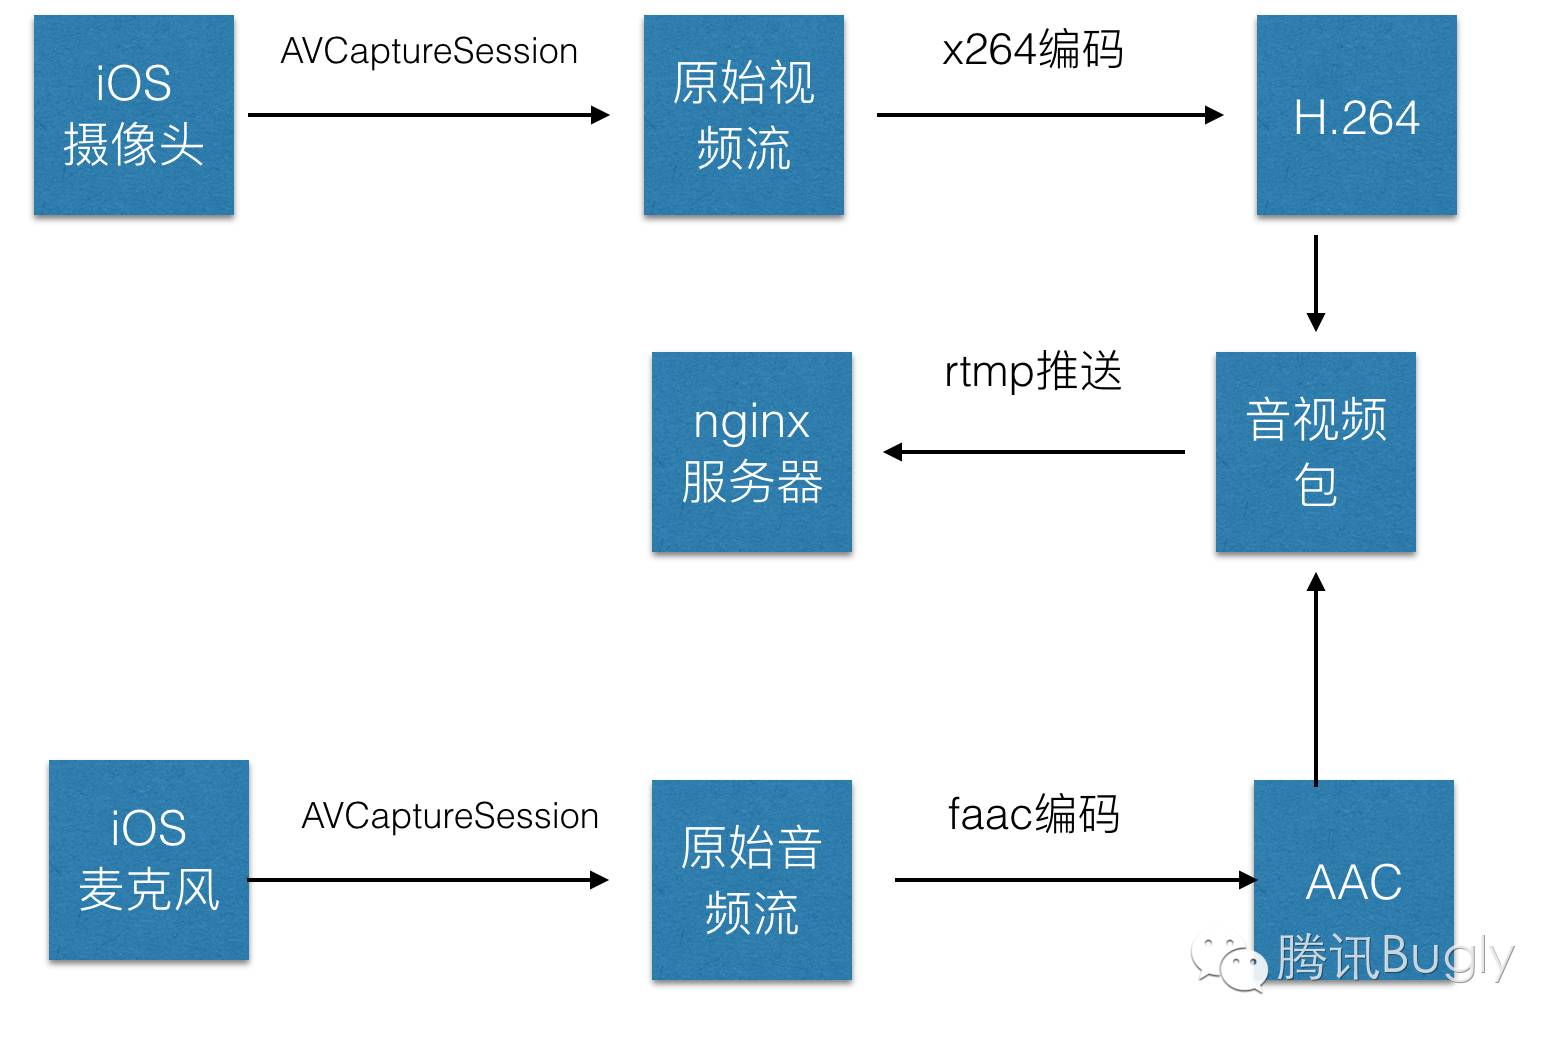 iOS
摄像头
AVCaptureSession
原始视
频流
x264编码
H.264
nginx
服务器
rtmp推送
音视频
包
iOS
麦克风
AVCaptureSession
原始音
频流
faac编码
AAC
腾讯Bugly